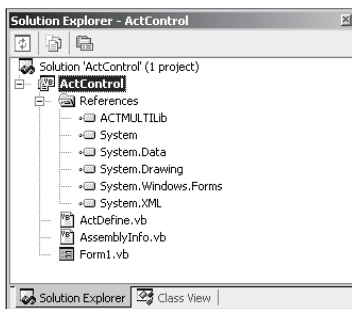 Solution Explorer - ActControl
Solution 'ActControl' (1 project)
ActControl
References
ACTMULTILib
System
System.Data
System.Drawing
System.Windows.Forms
System.XML
ActDefine.vb
AssemblyInfo.vb
Form1.vb
Solution Explorer Class View